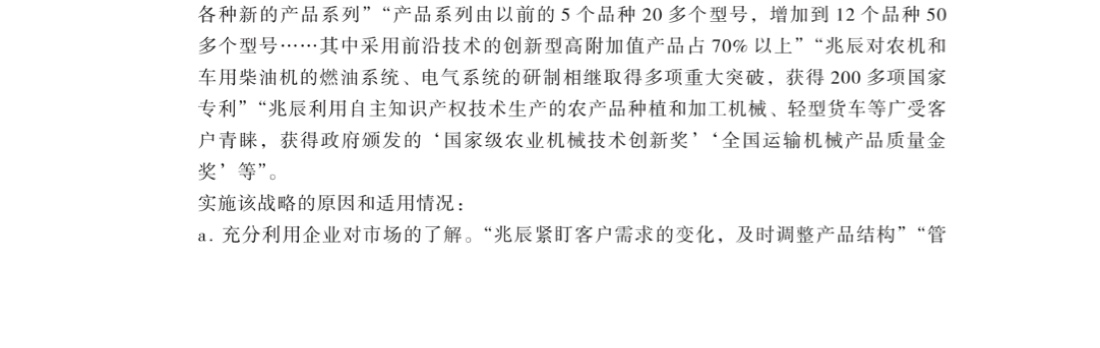 各种新的产品系列”“产品系列由以前的 5 个品种 20 多个型号，增加到 12 个品种 50
多个型号……其中采用前沿技术的创新型高附加值产品占 70% 以上”“兆辰对农机和
车用柴油机的燃油系统、电气系统的研制相继取得多项重大突破，获得 200 多项国家
专利”“兆辰利用自主知识产权技术生产的农产品种植和加工机械、轻型货车等广受客
户青睐，获得政府颁发的‘国家级农业机械技术创新奖’‘全国运输机械产品质量金
奖’等”。
实施该战略的原因和适用情况：
a. 充分利用企业对市场的了解。“兆辰紧盯客户需求的变化，及时调整产品结构”“管